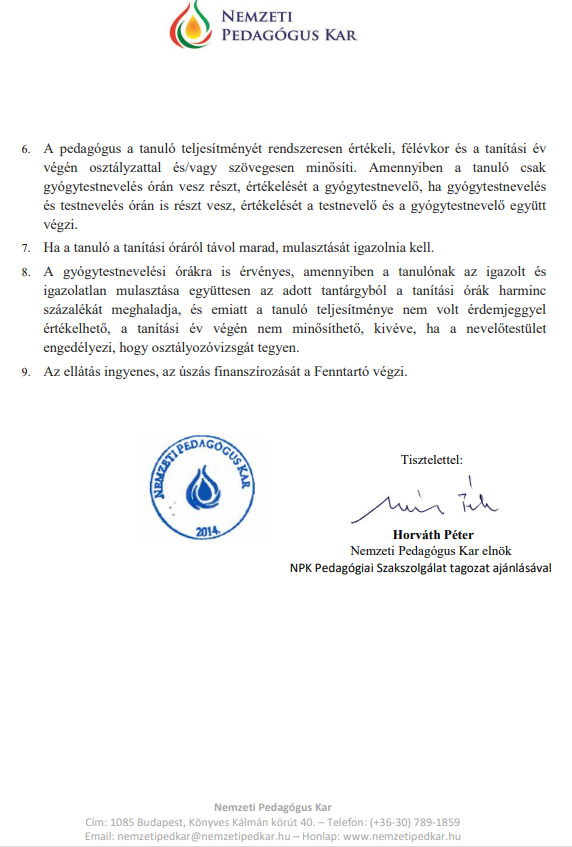 NEMZETI
PEDAGÓGUS KAR
6. A pedagógus a tanuló teljesítményét rendszeresen értékeli, félévkor és a tanítási év
végén osztályzattal és/vagy szövegesen minősíti. Amennyiben a tanuló csak
gyógytestnevelés órán vesz részt, értékelését a gyógytestnevelő, ha gyógytestnevelés
és testnevelés órán is részt vesz, értékelését a testnevelő és a gyógytestnevelő együtt
végzi.
7. Ha a tanuló a tanítási óráról távol marad, mulasztását igazolnia kell.
8. A gyógytestnevelési órákra is érvényes, amennyiben a tanulónak az igazolt és
igazolatlan mulasztása együttesen az adott tantárgyból a tanítási órák harminc
százalékát meghaladja, és emiatt a tanuló teljesítménye nem volt érdemjeggyel
értékelhető, a tanítási év végén nem minősíthető, kivéve, ha a nevelőtestület
engedélyezi, hogy osztályozóvizsgát tegyen.
9. Az ellátás ingyenes, az úszás finanszírozását a Fenntartó végzi.
NEMZETI PEDAGÓGUS KAR
2014.
Tisztelettel:
Horváth Péter
Nemzeti Pedagógus Kar elnök
NPK Pedagógiai Szakszolgálat tagozat ajánlásával
Nemzeti Pedagógus Kar
Cím: 1085 Budapest, Könyves Kálmán körút 40. – Telefon: (+36-30) 789-1859
Email: nemzetipedkar@nemzetipedkar.hu – Honlap: www.nemzetipedkar.hu